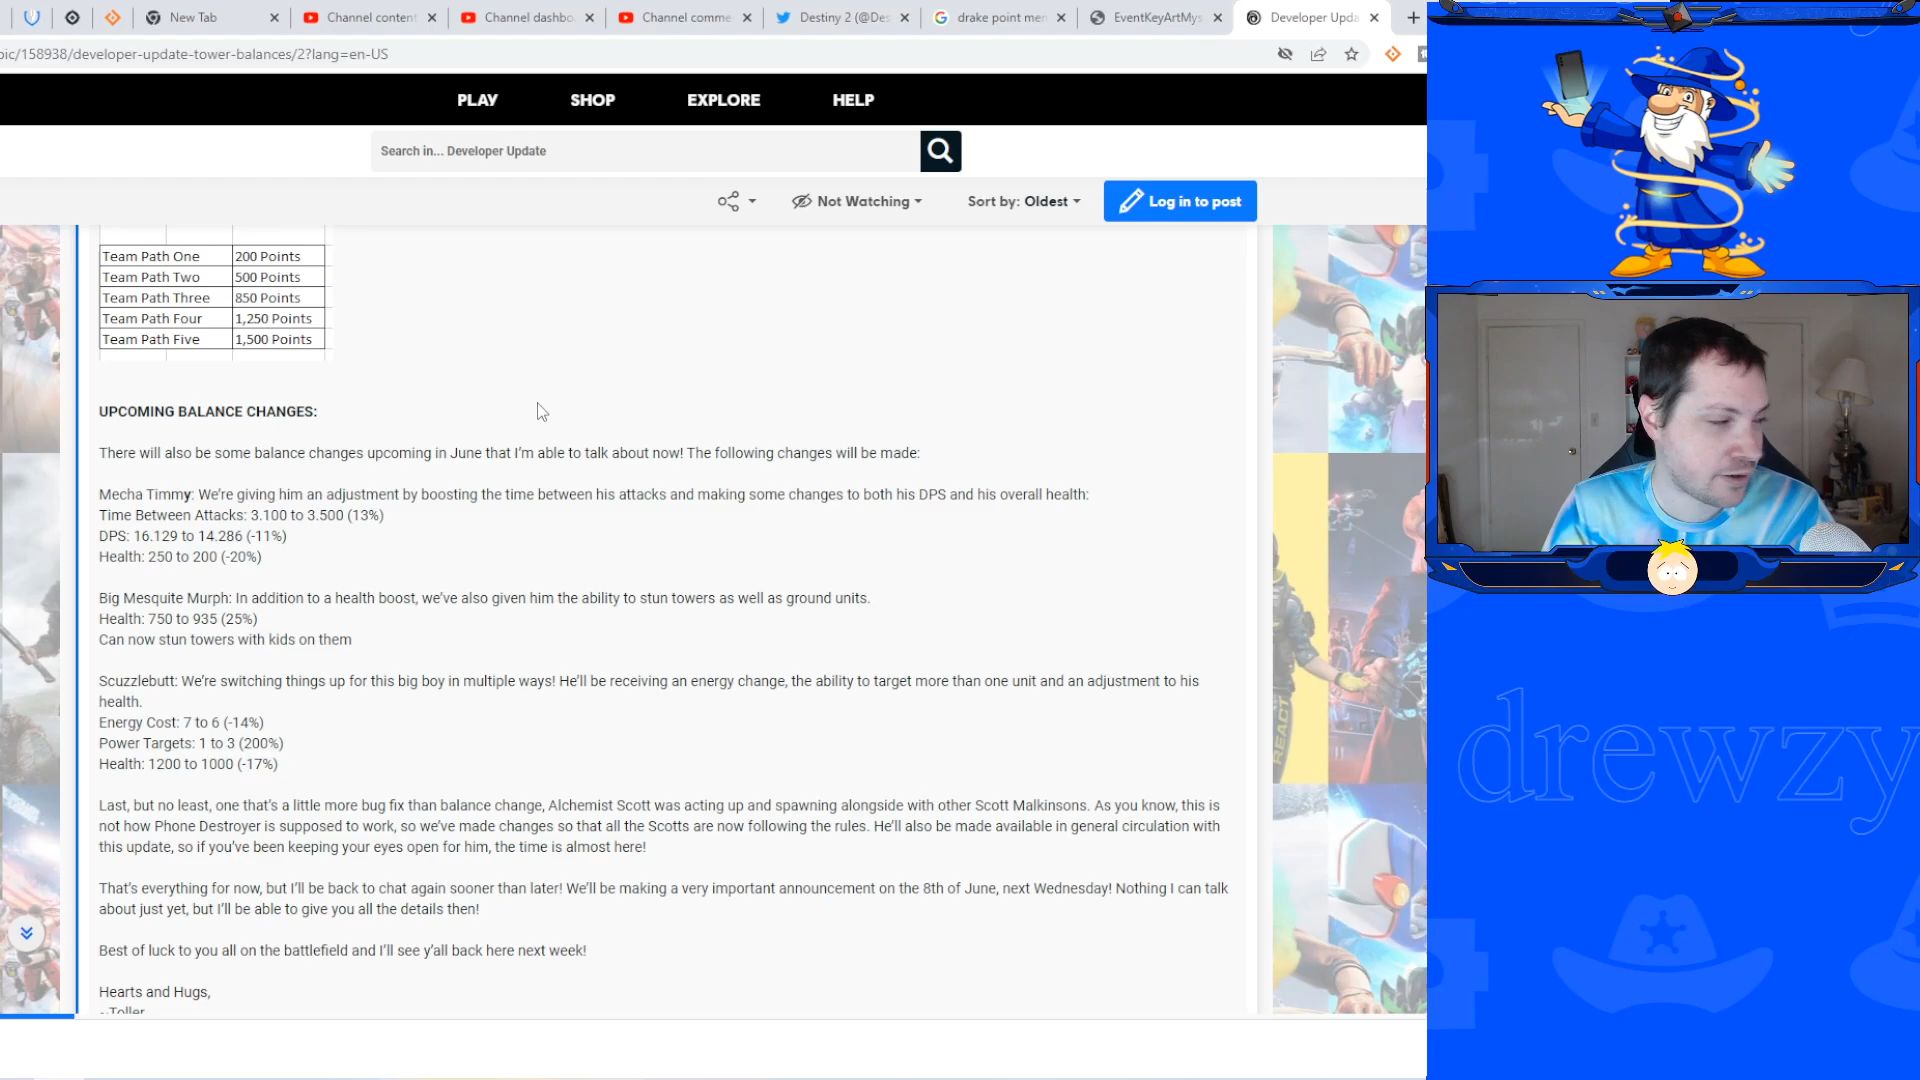 New Tab
Channel content
Channel dashbo
Channel comme
Destiny 2 (@Des
drake point mer
EventKeyArtMys
Developer Upda
pic/158938/developer-update-tower-balances/2?lang=en-US
PLAY
SHOP
EXPLORE
HELP
Search in... Developer Update
Not Watching
Sort by: Oldest
Log in to post
Team Path One 200 Points
Team Path Two 500 Points
Team Path Three 850 Points
Team Path Four 1,250 Points
Team Path Five 1,500 Points
UPCOMING BALANCE CHANGES:
There will also be some balance changes upcoming in June that I'm able to talk about now! The following changes will be made:
Mecha Timmy: We're giving him an adjustment by boosting the time between his attacks and making some changes to both his DPS and his overall health:
Time Between Attacks: 3.100 to 3.500 (13%)
DPS: 16.129 to 14.286 (-11%)
Health: 250 to 200 (-20%)
Big Mesquite Murph: In addition to a health boost, we've also given him the ability to stun towers as well as ground units.
Health: 750 to 935 (25%)
Can now stun towers with kids on them
Scuzzlebutt: We're switching things up for this big boy in multiple ways! He'll be receiving an energy change, the ability to target more than one unit and an adjustment to his
health.
Energy Cost: 7 to 6 (-14%)
Power Targets: 1 to 3 (200%)
Health: 1200 to 1000 (-17%)
Last, but no least, one that's a little more bug fix than balance change, Alchemist Scott was acting up and spawning alongside with other Scott Malkinsons. As you know, this is
not how Phone Destroyer is supposed to work, so we've made changes so that all the Scotts are now following the rules. He'll also be made available in general circulation with
this update, so if you've been keeping your eyes open for him, the time is almost here!
That's everything for now, but I'll be back to chat again sooner than later! We'll be making a very important announcement on the 8th of June, next Wednesday! Nothing I can talk
about just yet, but I'll be able to give you all the details then!
Best of luck to you all on the battlefield and I'll see y'all back here next week!
Hearts and Hugs,
~Toller
REACT
drewzy